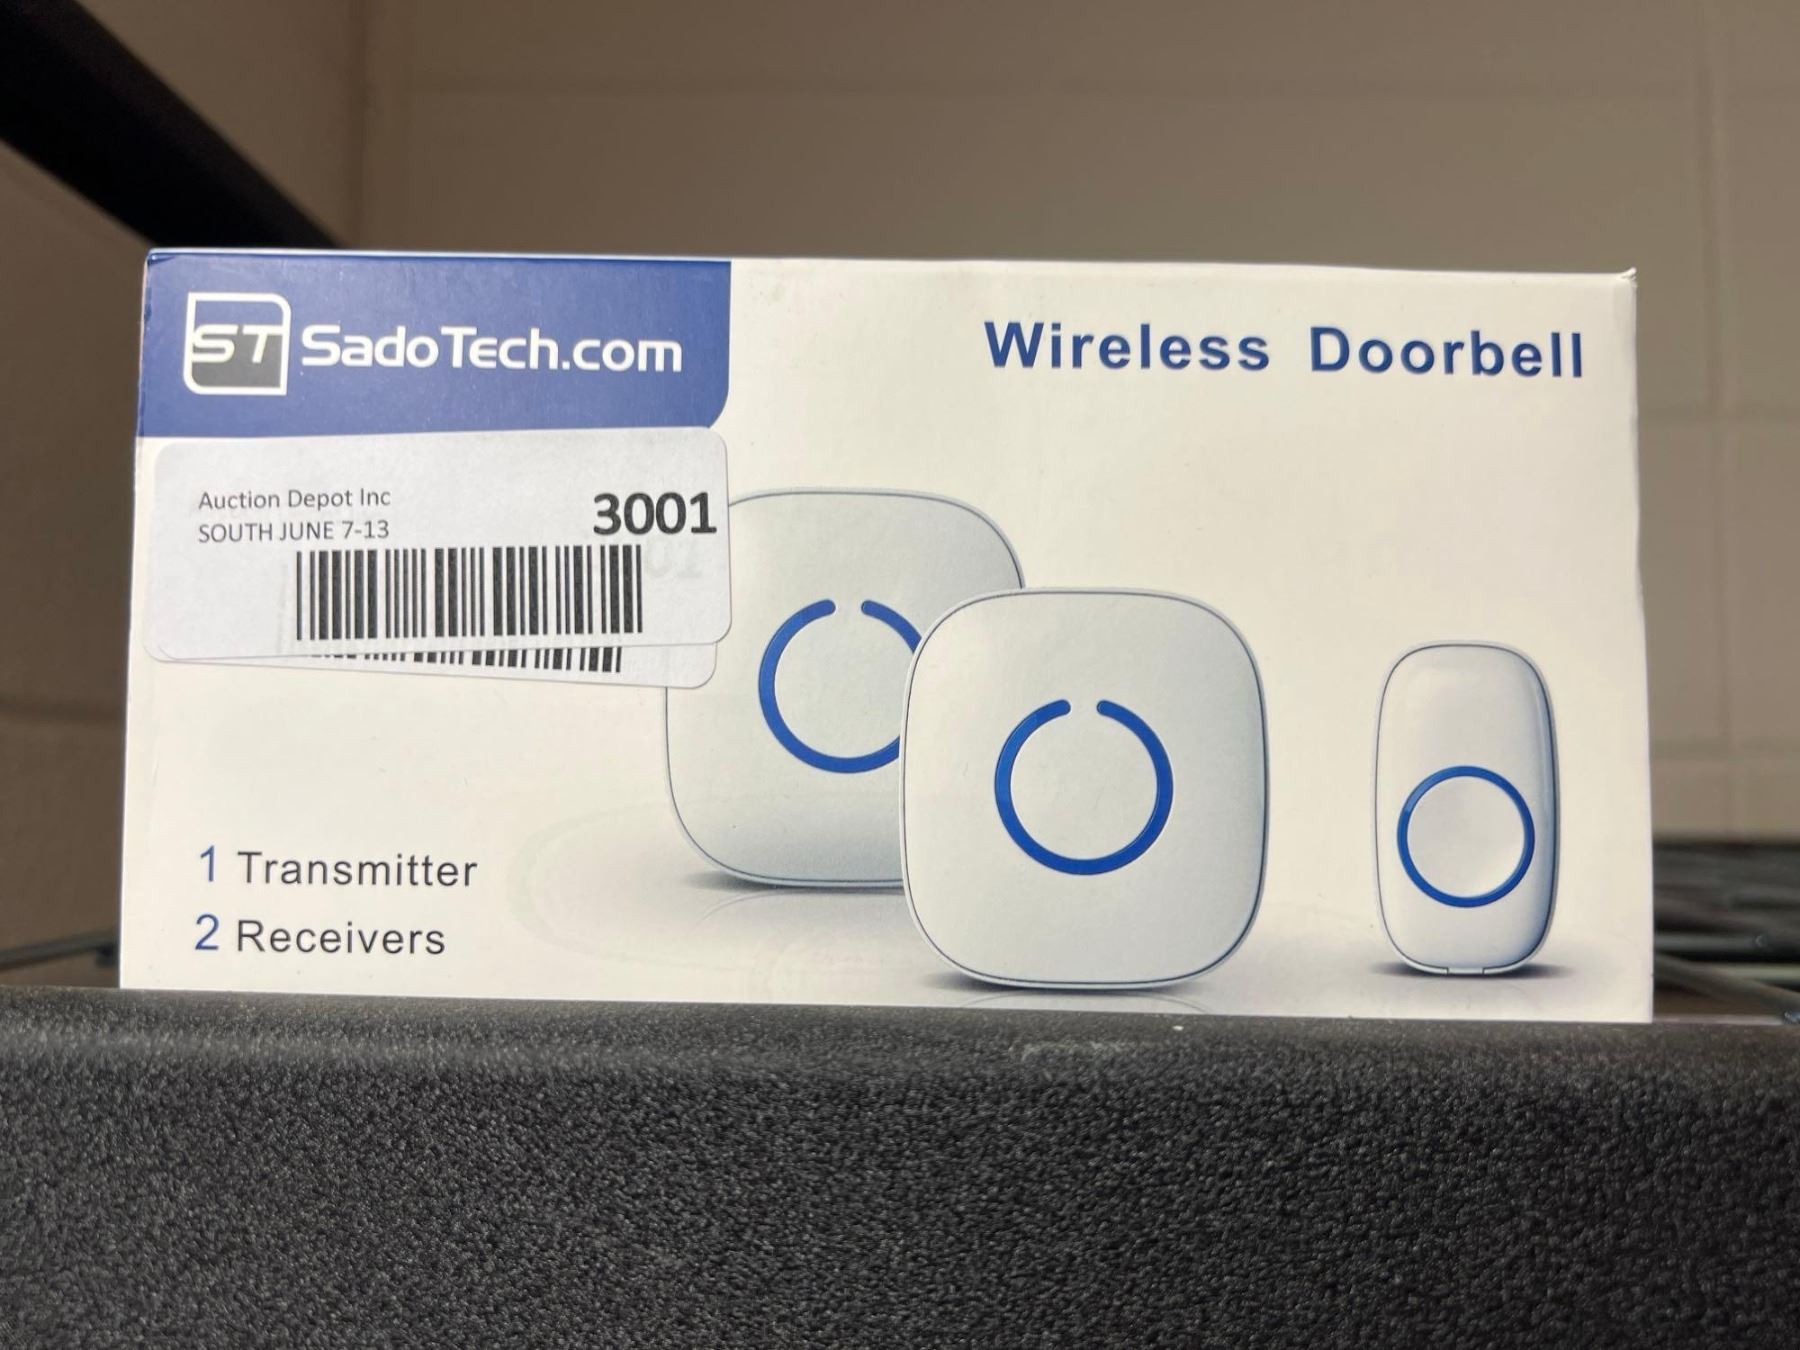 ST SadoTech.com
Wireless Doorbell
Auction Depot Inc
3001
SOUTH JUNE 7-13
1 Transmitter
2 Receivers